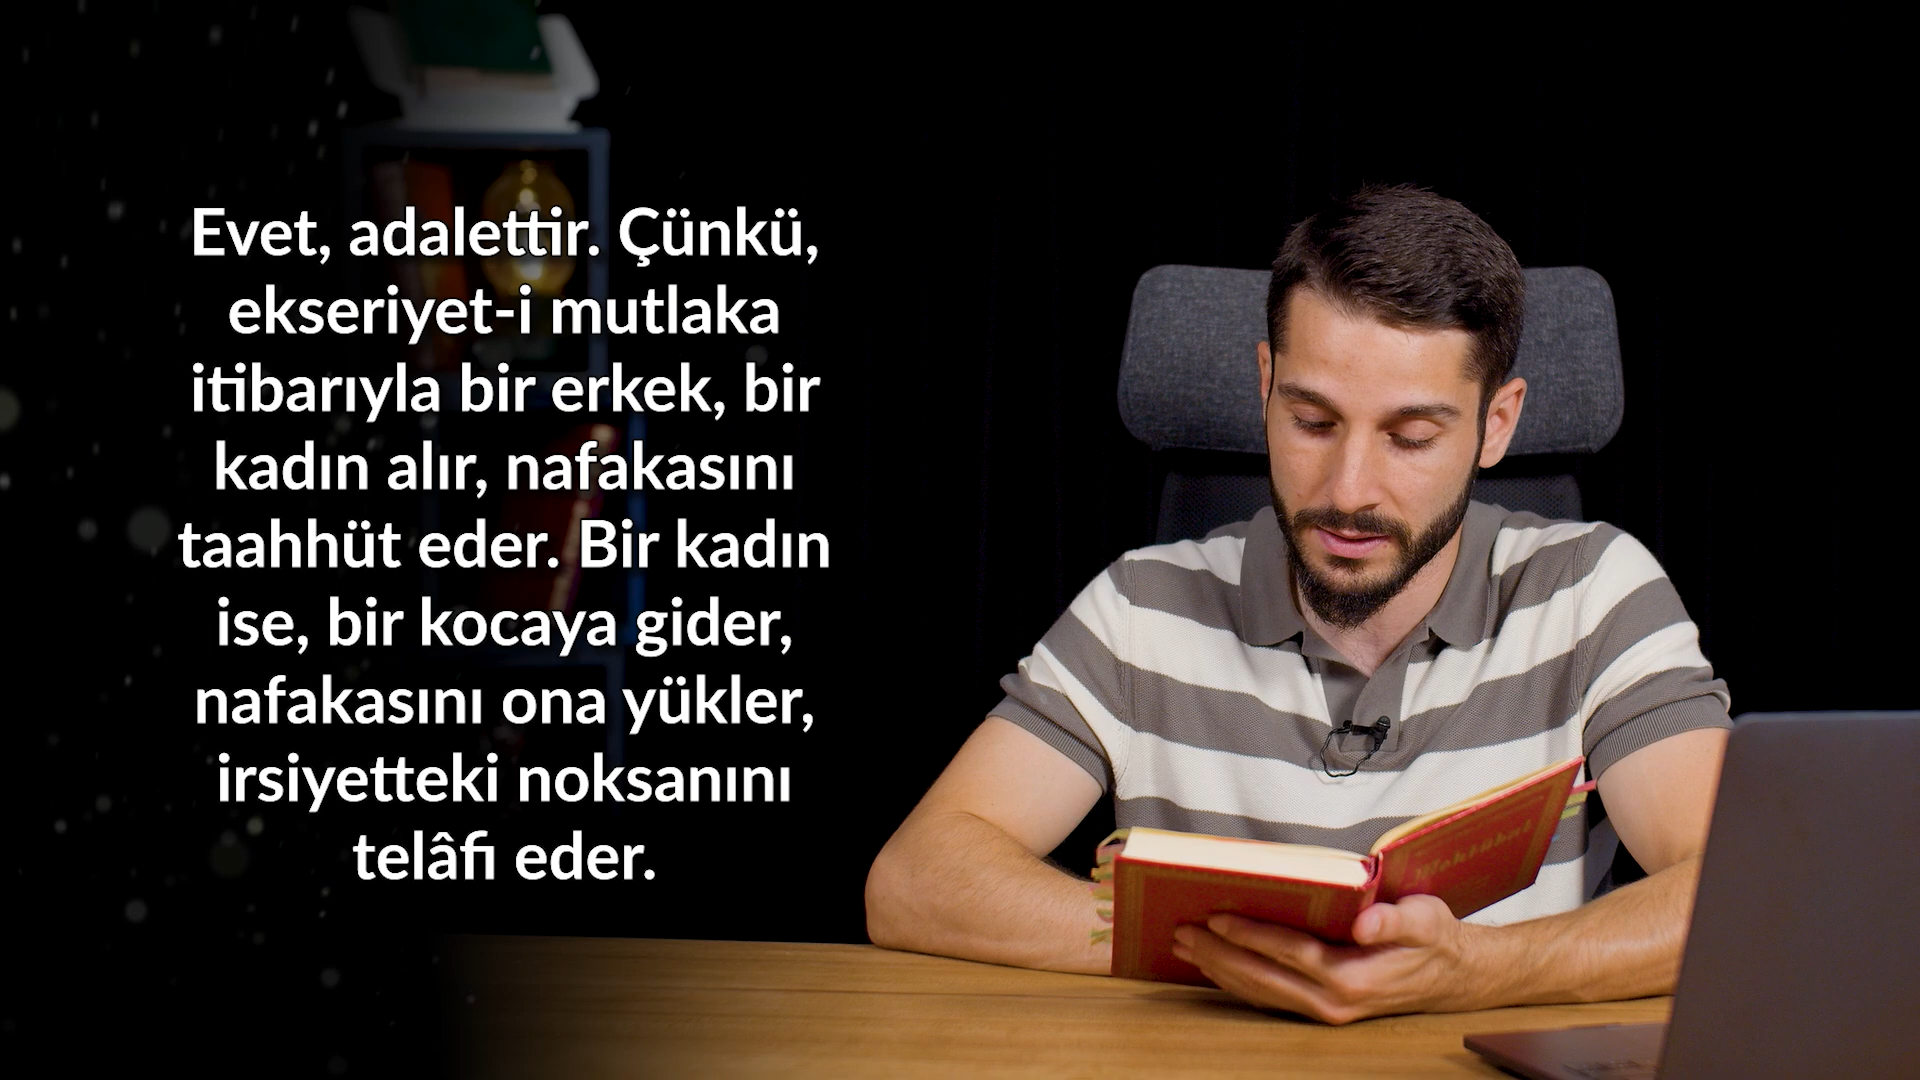 Evet, adalettir. Çünkü,
ekseriyet-i mutlaka
itibarıyla bir erkek, bir
kadın alır, nafakasını
taahhüt eder. Bir kadın
ise, bir kocaya gider,
nafakasını ona yükler,
irsiyetteki noksanını
telâfi eder.
Mektûbat